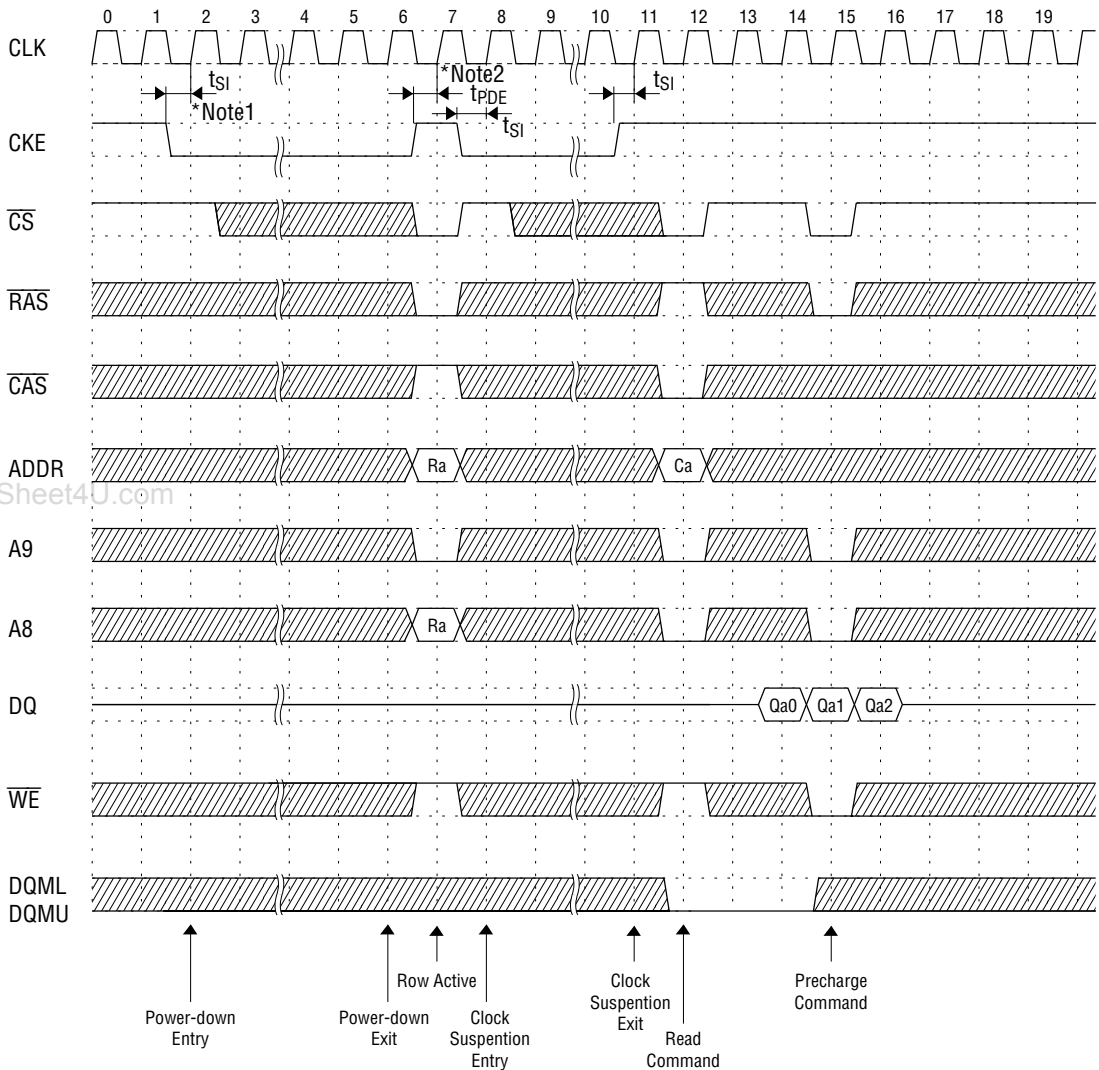 0 1 2 3 4 5 6 7 8 9 10 11 12 13 14 15 16 17 18 19
CLK
tSI
*Note2
tSI
*Note1
tPDE
tSI
CKE
CS
RAS
CAS
ADDR
Ra
Ca
Sheet4U.com
A9
A8
Ra
DQ
Qa0
Qa1
Qa2
WE
DQML
DQMU
Row Active
Clock
Suspention
Exit
Precharge
Command
Power-down
Entry
Power-down
Exit
Clock
Suspention
Entry
Read
Command